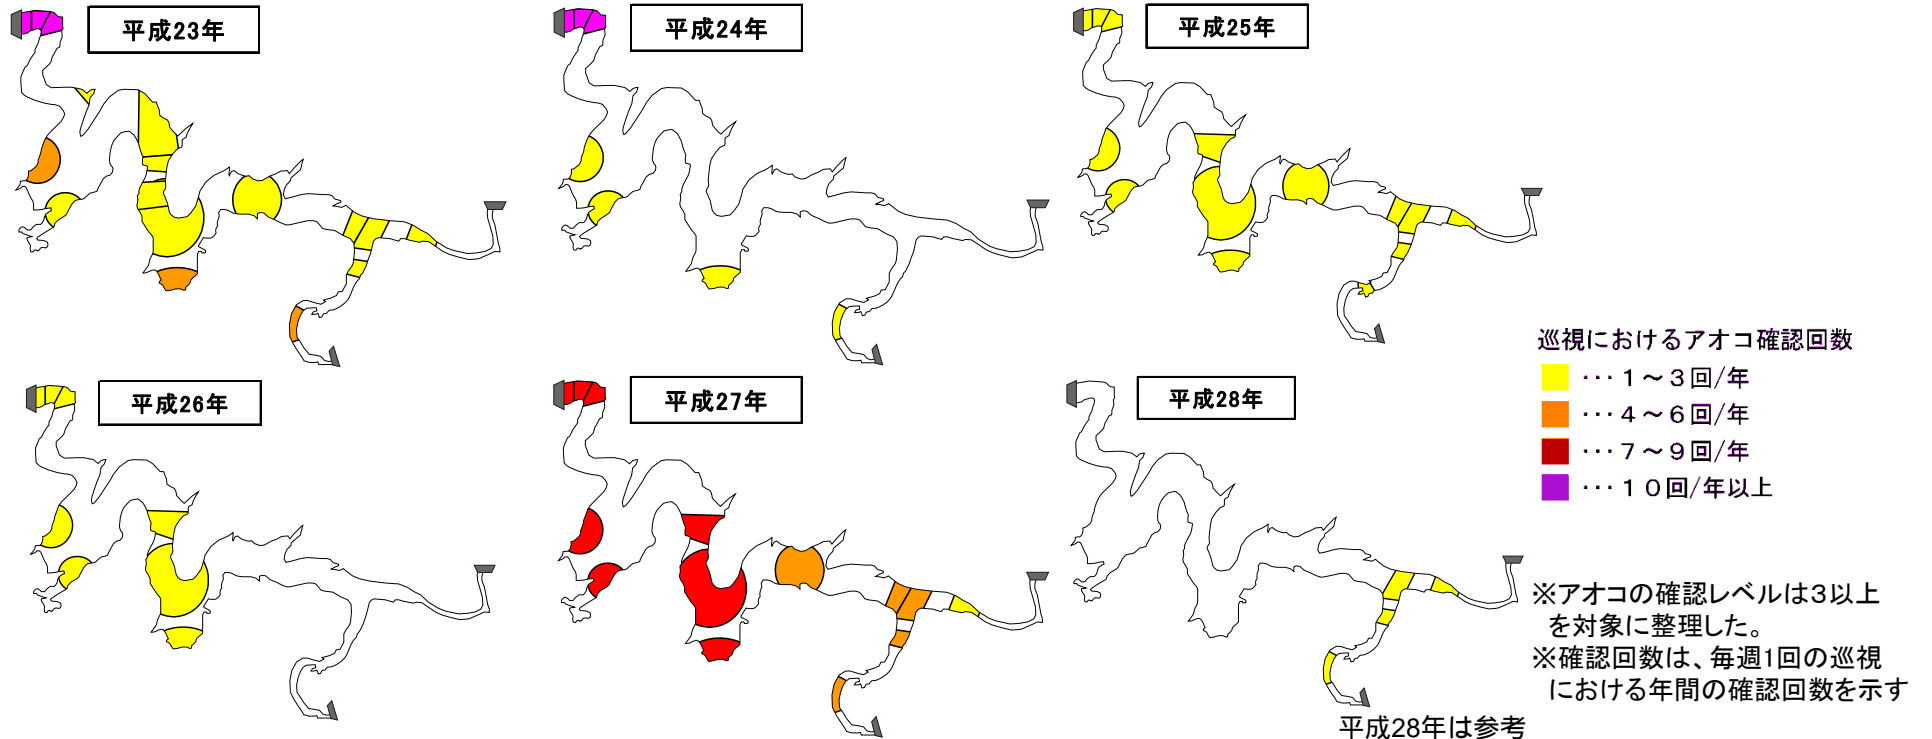 平成23年
平成24年
平成25年
平成26年
平成27年
平成28年
巡視におけるアオコ確認回数
･･･１～３回/年
･･･４～６回/年
･･･７～９回/年
･･･１０回/年以上
※アオコの確認レベルは３以上
を対象に整理した。
※確認回数は、毎週1回の巡視
における年間の確認回数を示す
平成28年は参考